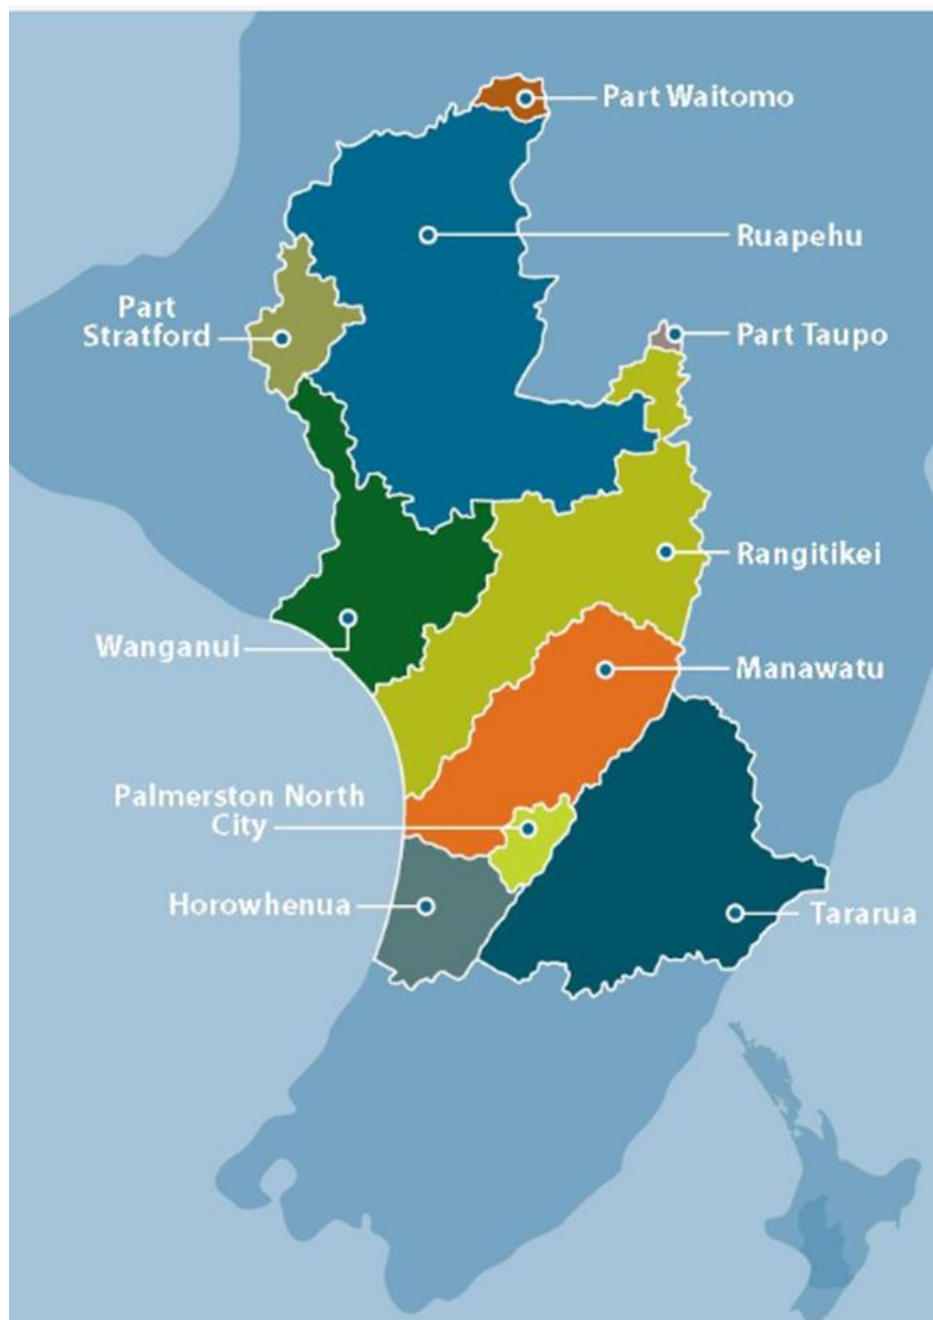 Part Waitomo
Ruapehu
Part
Stratford
Part Taupo
Rangitikei
Wanganui
Manawatu
Palmerston North
City
Horowhenua
Tararua